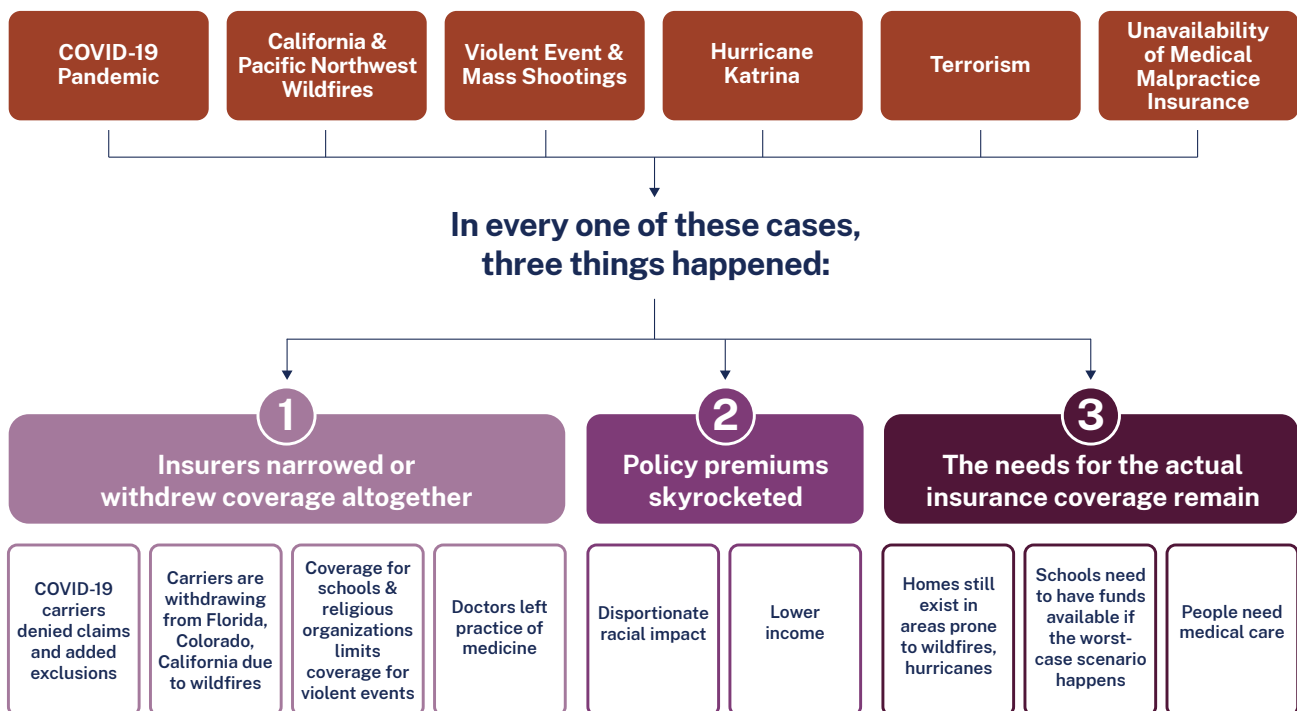 COVID-19
Pandemic
California &
Pacific Northwest
Wildfires
Violent Event &
Mass Shootings
Hurricane
Katrina
Terrorism
Unavailability
of Medical
Malpractice
Insurance
In every one of these cases,
three things happened:
1
Insurers narrowed or
withdrew coverage altogether
2
Policy premiums
skyrocketed
3
The needs for the actual
insurance coverage remain
COVID-19
carriers
denied claims
and added
exclusions
Carriers are
withdrawing
from Florida,
Colorado,
California due
to wildfires
Coverage for
schools &
religious
organizations
limits
coverage for
violent events
Doctors left
practice of
medicine
Disportionate
racial impact
Lower
income
Homes still
exist in
areas prone
to wildfires,
hurricanes
Schools need
to have funds
available if
the worst-
case scenario
happens
People need
medical care